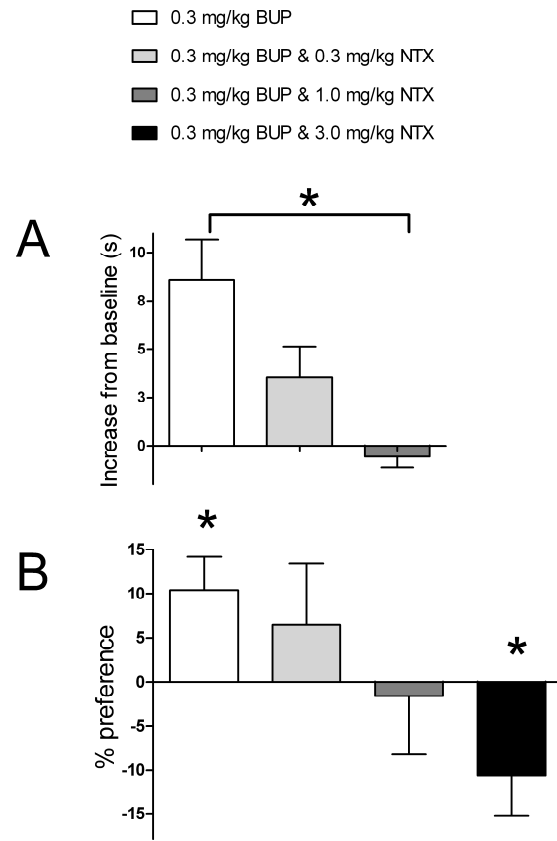 0.3 mg/kg BUP
0.3 mg/kg BUP & 0.3 mg/kg NTX
0.3 mg/kg BUP & 1.0 mg/kg NTX
0.3 mg/kg BUP & 3.0 mg/kg NTX
*
A
Increase from baseline (s)
10
8
5
3
0
*
B
% preference
15
10
5
0
-5
-10
-15
*